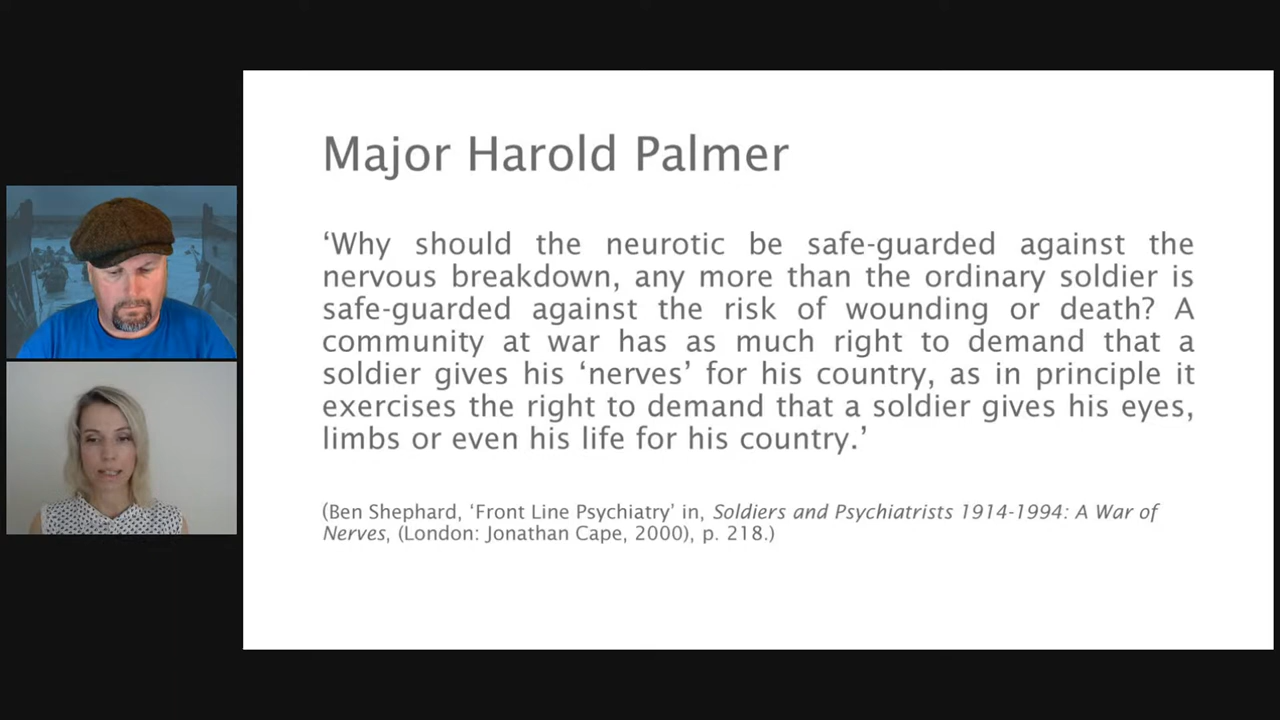 Major Harold Palmer
‘Why should the neurotic be safe-guarded against the
nervous breakdown, any more than the ordinary soldier is
safe-guarded against the risk of wounding or death? A
community at war has as much right to demand that a
soldier gives his ‘nerves’ for his country, as in principle it
exercises the right to demand that a soldier gives his eyes,
limbs or even his life for his country.’
(Ben Shephard, ‘Front Line Psychiatry’ in, Soldiers and Psychiatrists 1914-1994: A War of
Nerves, (London: Jonathan Cape, 2000), p. 218.)